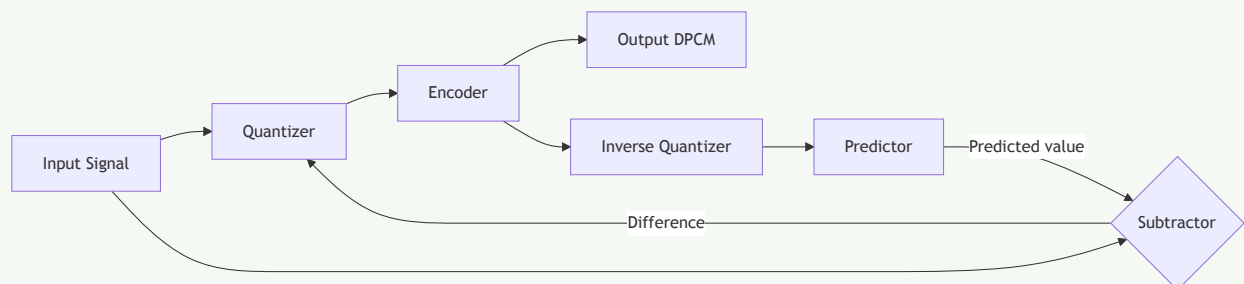 Output DPCM
Encoder
Quantizer
Input Signal
Inverse Quantizer
Predictor
Predicted value
Subtractor
Difference